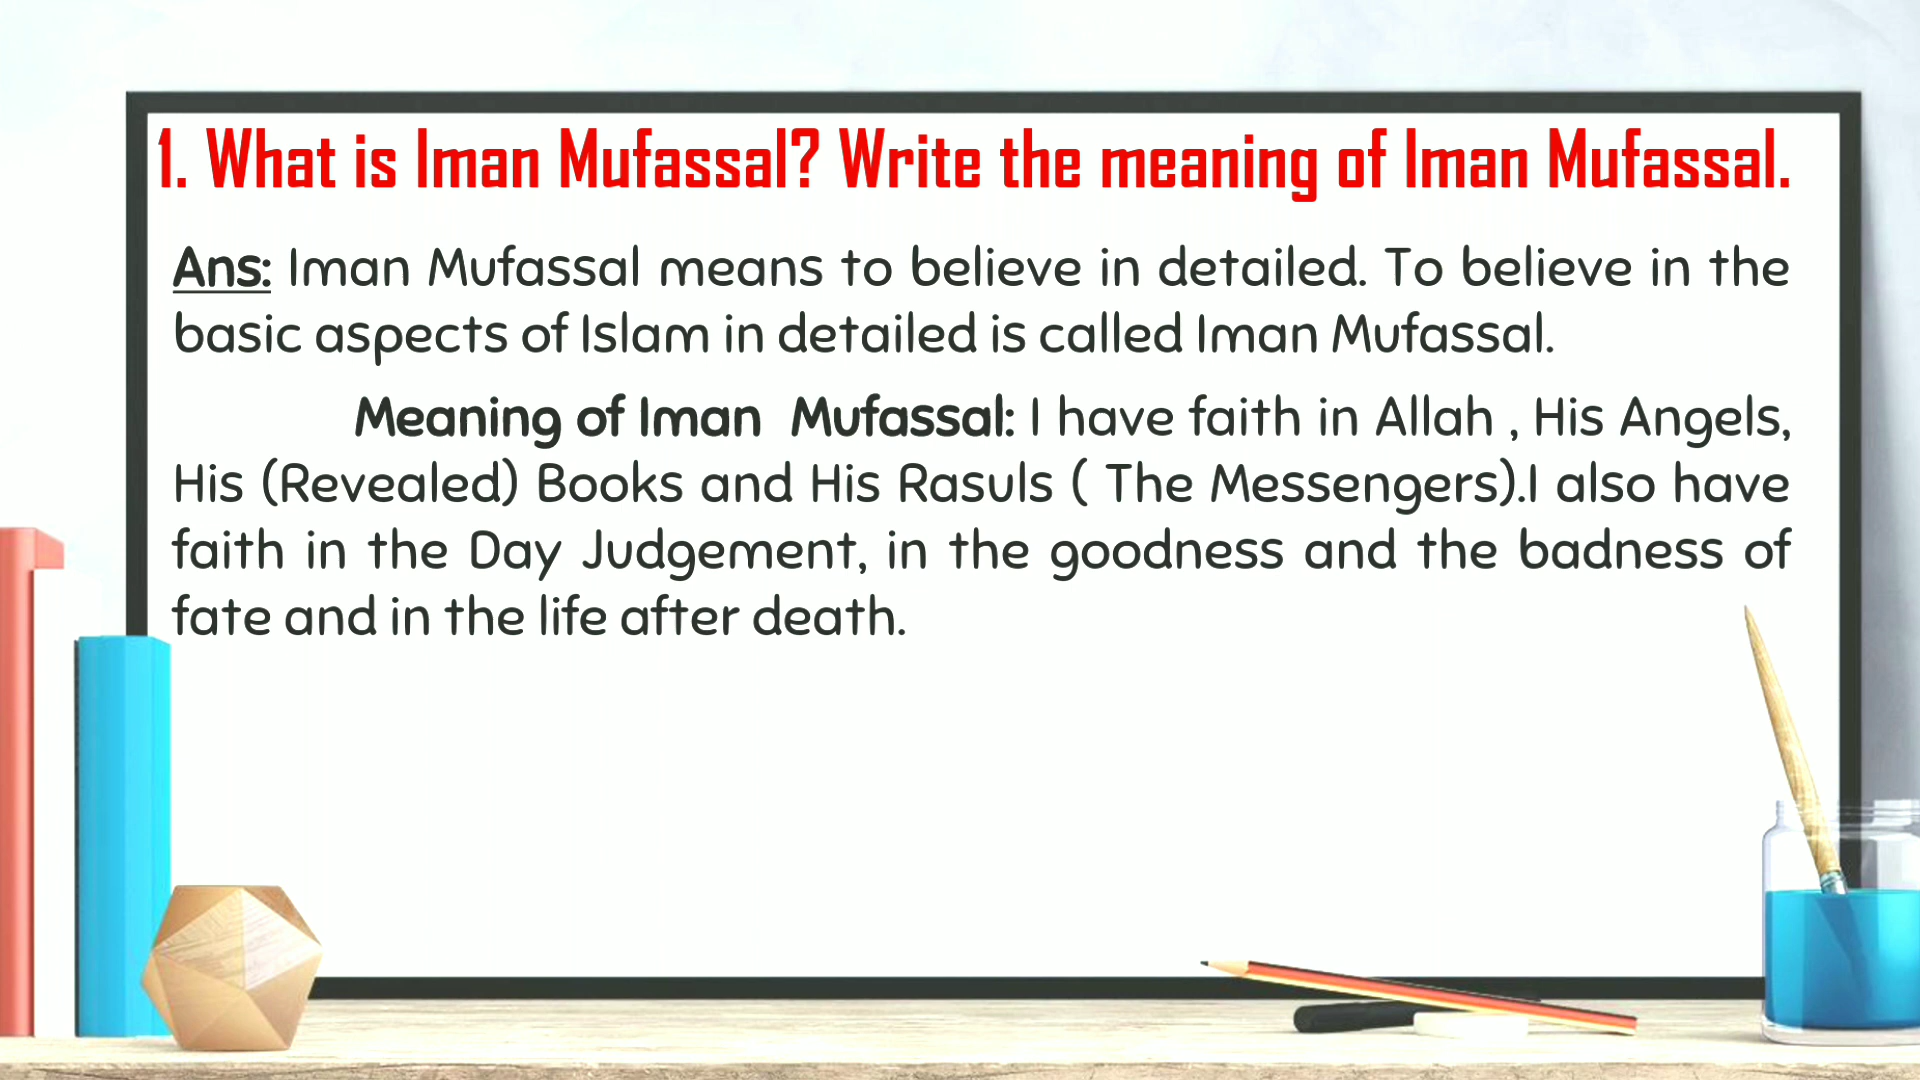 1. What is Iman Mufassal? Write the meaning of Iman Mufassal.
Ans: Iman Mufassal means to believe in detailed. To believe in the
basic aspects of Islam in detailed is called Iman Mufassal.
Meaning of Iman Mufassal: I have faith in Allah , His Angels,
His (Revealed) Books and His Rasuls ( The Messengers).I also have
faith in the Day Judgement, in the goodness and the badness of
fate and in the life after death.